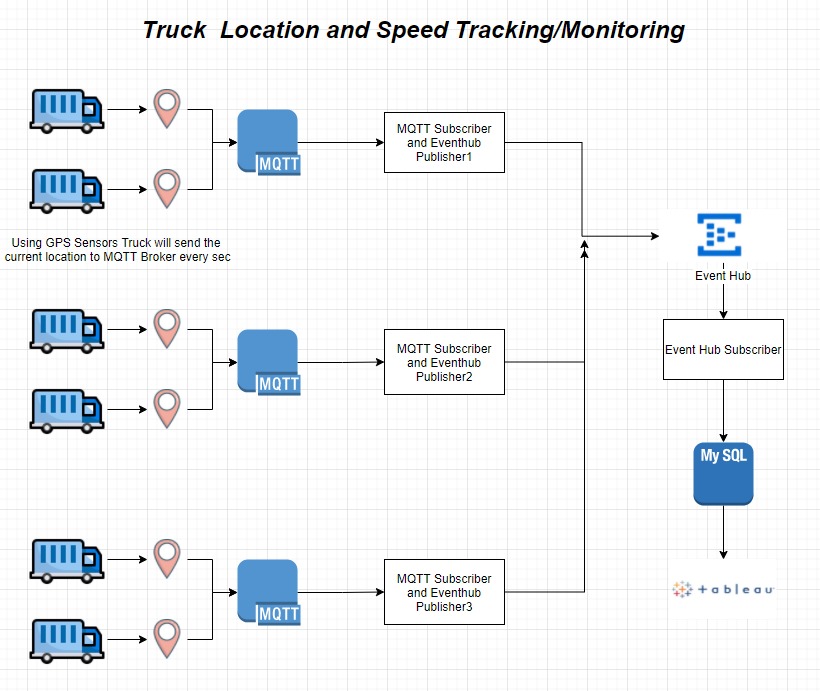 Truck Location and Speed Tracking/Monitoring
MQTT
MQTT Subscriber
and Eventhub
Publisher1
Using GPS Sensors Truck will send the
current location to MQTT Broker every sec
Event Hub
MQTT
MQTT Subscriber
and Eventhub
Publisher2
Event Hub Subscriber
My SQL
MQTT
MQTT Subscriber
and Eventhub
Publisher3
tableau